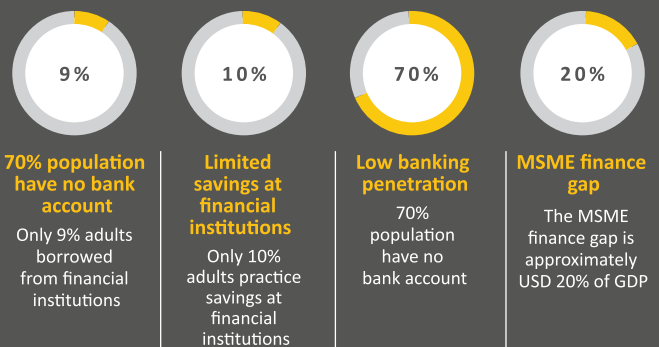 9%
10%
70%
20%
70% population
have no bank
account
Only 9% adults
borrowed
from financial
institutions
Limited
savings at
financial
institutions
Only 10%
adults practice
savings at
financial
institutions
Low banking
penetration
70%
population
have no
bank account
MSME finance
gap
The MSME
finance gap is
approximately
USD 20% of GDP